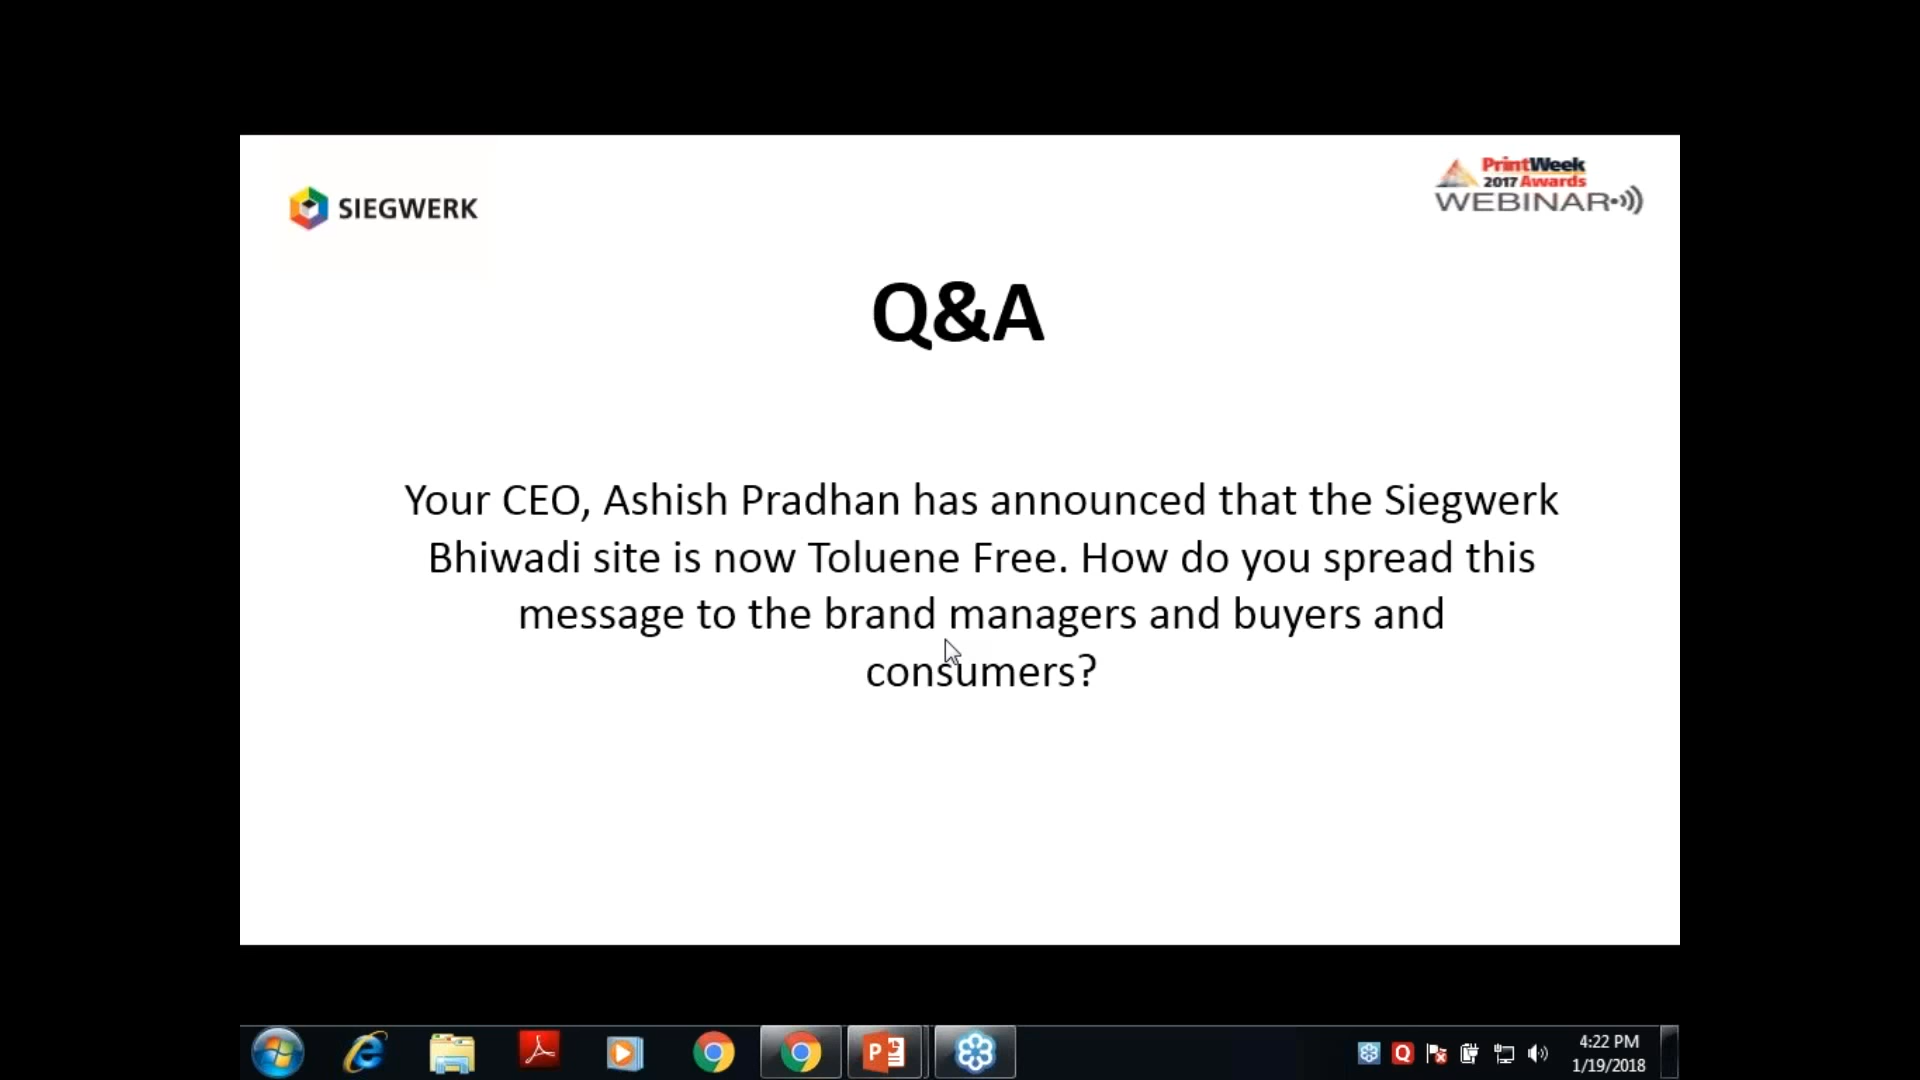 SIEGWERK
PrintWeek
2017 Awards
WEBINAR
Q&A
Your CEO, Ashish Pradhan has announced that the Siegwerk
Bhiwadi site is now Toluene Free. How do you spread this
message to the brand managers and buyers and
consumers?
4:22 PM
1/19/2018